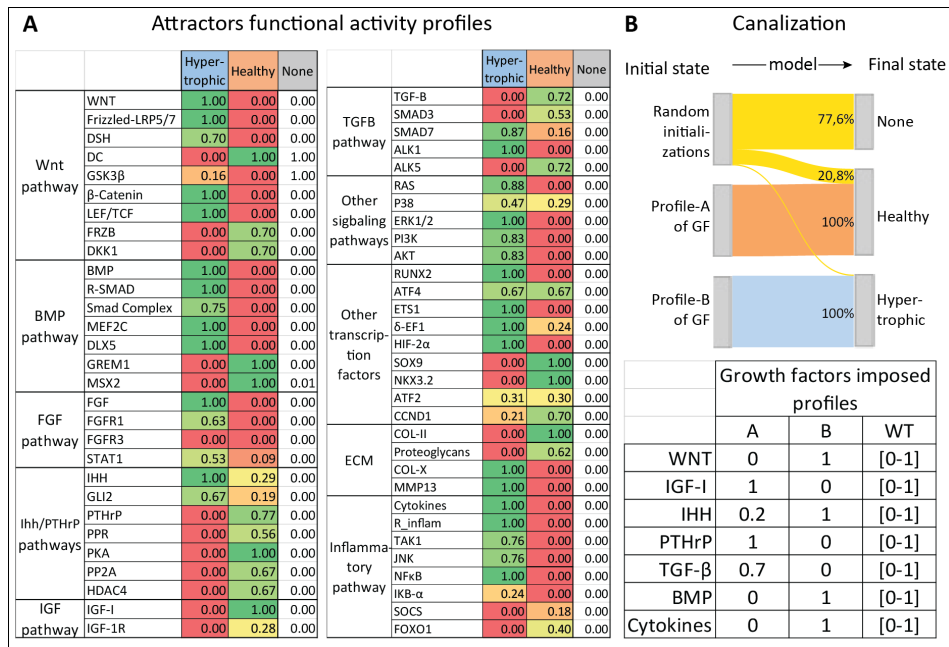 A Attractors functional activity profiles
Hyper-
trophic Healthy None
Wnt
pathway
WNT 1.00 0.00 0.00
Frizzled-LRP5/7 1.00 0.00 0.00
DSH 0.70 0.00 0.00
DC 0.00 1.00 1.00
GSK3β 0.16 0.00 1.00
β-Catenin 1.00 0.00 0.00
LEF/TCF 1.00 0.00 0.00
FRZB 0.00 0.70 0.00
DKK1 0.00 0.70 0.00
BMP
pathway
BMP 1.00 0.00 0.00
R-SMAD 1.00 0.00 0.00
Smad Complex 0.75 0.00 0.00
MEF2C 1.00 0.00 0.00
DLX5 1.00 0.00 0.00
GREM1 0.00 1.00 0.00
MSX2 0.00 1.00 0.01
FGF
pathway
FGF 1.00 0.00 0.00
FGFR1 0.63 0.00 0.00
FGFR3 0.00 0.00 0.00
STAT1 0.53 0.09 0.00
Ihh/PTHrP
pathways
IHH 1.00 0.29 0.00
GLI2 0.67 0.19 0.00
PTHrP 0.00 0.77 0.00
PPR 0.00 0.56 0.00
PKA 0.00 1.00 0.00
PP2A 0.00 0.67 0.00
HDAC4 0.00 0.67 0.00
IGF
pathway
IGF-I 0.00 1.00 0.00
IGF-1R 0.00 0.28 0.00
Hyper-
trophic Healthy None
TGFB
pathway
TGF-B 0.00 0.72 0.00
SMAD3 0.00 0.53 0.00
SMAD7 0.87 0.16 0.00
ALK1 1.00 0.00 0.00
ALK5 0.00 0.72 0.00
Other
sigbaling
pathways
RAS 0.88 0.00 0.00
P38 0.47 0.29 0.00
ERK1/2 1.00 0.00 0.00
PI3K 0.83 0.00 0.00
AKT 0.83 0.00 0.00
Other
transcrip-
tion
factors
RUNX2 1.00 0.00 0.00
ATF4 0.67 0.67 0.00
ETS1 1.00 0.00 0.00
δ-EF1 1.00 0.24 0.00
HIF-2α 1.00 0.00 0.00
SOX9 0.00 1.00 0.00
NKX3.2 0.00 1.00 0.00
ATF2 0.31 0.30 0.00
CCND1 0.21 0.70 0.00
ECM
COL-II 0.00 1.00 0.00
Proteoglycans 0.00 0.62 0.00
COL-X 1.00 0.00 0.00
MMP13 1.00 0.00 0.00
Inflamma-
tory
pathway
Cytokines 1.00 0.00 0.00
R_inflam 1.00 0.00 0.00
TAK1 0.76 0.00 0.00
JNK 0.76 0.00 0.00
NFκB 1.00 0.00 0.00
IKB-α 0.24 0.00 0.00
SOCS 0.00 0.18 0.00
FOXO1 0.00 0.40 0.00
B Canalization
Initial state model Final state
Random
initiali-
zations
77,6% None
20,8%
Profile-A
of GF
100% Healthy
Profile-B
of GF
100% Hyper-
trophic
Growth factors imposed
profiles
A B WT
WNT 0 1 [0-1]
IGF-I 1 0 [0-1]
IHH 0.2 1 [0-1]
PTHrP 1 0 [0-1]
TGF-β 0.7 0 [0-1]
BMP 0 1 [0-1]
Cytokines 0 1 [0-1]